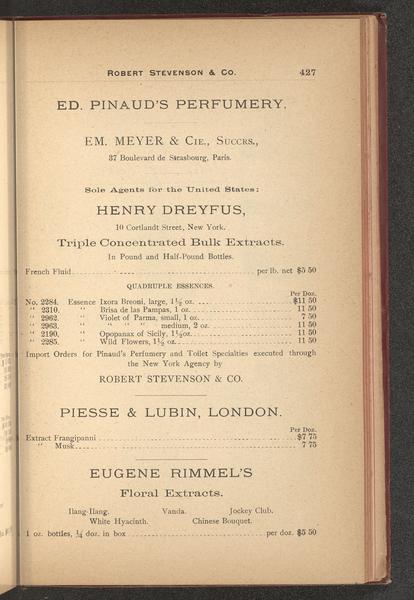 ROBERT STEVENSON & CO. 427
ED. PINAUD'S PERFUMERY.
EM. MEYER & CIE., SUCCRS.,
37 Boulevard de Strasbourg, Paris.
Sole Agents for the United States:
HENRY DREYFUS,
10 Cortlandt Street, New York.
Triple Concentrated Bulk Extracts.
In Pound and Half-Pound Bottles.
French Fluid per lb. net $5 50
QUADRUPLE ESSENCES.
Per Doz.
No. 2284. Essence Ixora Breoni, large, 1½ oz. $11 50
" 2310. " Brisa de las Pampas, 1 oz. 11 50
" 2962. " Violet of Parma, small, 1 oz. 7 50
" 2963. " " " " medium, 2 oz. 11 50
" 2190. " Opopanax of Sicily, 1½oz. 11 50
" 2285. " Wild Flowers, 1½ oz. 11 50
Import Orders for Pinaud's Perfumery and Toilet Specialties executed through
the New York Agency by
ROBERT STEVENSON & CO.
PIESSE & LUBIN, LONDON.
Per Doz.
Extract Frangipanni $7 75
" Musk 7 75
EUGENE RIMMEL'S
Floral Extracts.
Ilang-Ilang. Vanda. Jockey Club.
White Hyacinth. Chinese Bouquet.
1 oz. bottles, ¼ doz. in box per doz. $5 50